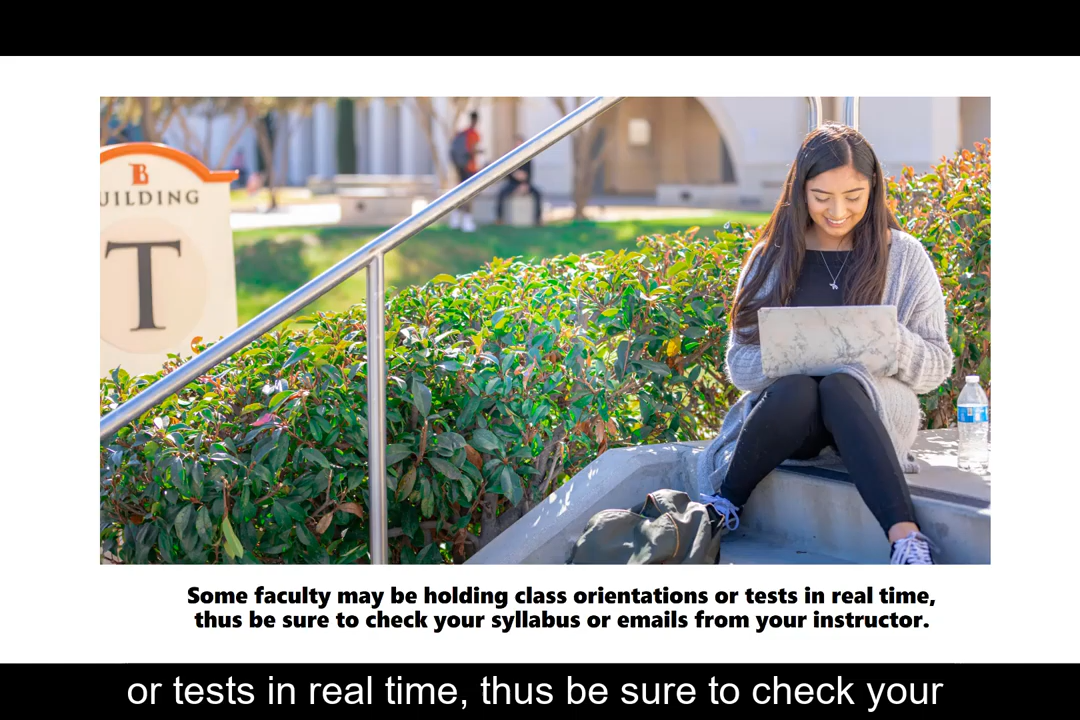 B
UILDING
T
Some faculty may be holding class orientations or tests in real time,
thus be sure to check your syllabus or emails from your instructor.
or tests in real time, thus be sure to check your